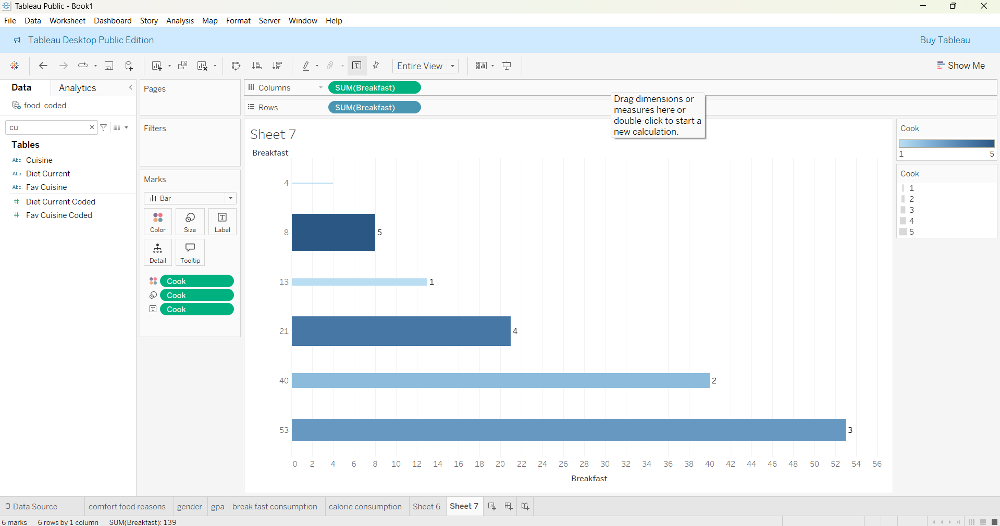 Tableau Public - Book1
File Data Worksheet Dashboard Story Analysis Map Format Server Window Help
Tableau Desktop Public Edition
Buy Tableau
Entire View
Show Me
Data
Analytics
food_coded
cu
Tables
Abc Cuisine
Abc Diet Current
Abc Fav Cuisine
# Diet Current Coded
# Fav Cuisine Coded
Pages
Filters
Marks
Bar
Color Size Label
Detail Tooltip
Cook
Cook
Cook
Columns
SUM(Breakfast)
Rows
SUM(Breakfast)
Drag dimensions or
measures here or
double-click to start a
new calculation.
Sheet 7
Breakfast
4
8 5
13 1
21 4
40 2
53 3
0 2 4 6 8 10 12 14 16 18 20 22 24 26 28 30 32 34 36 38 40 42 44 46 48 50 52 54 56
Breakfast
Cook
1 5
Cook
1
2
3
4
5
Data Source comfort food reasons gender gpa break fast consumption calorie consumption Sheet 6 Sheet 7
6 marks 6 rows by 1 column SUM(Breakfast): 139